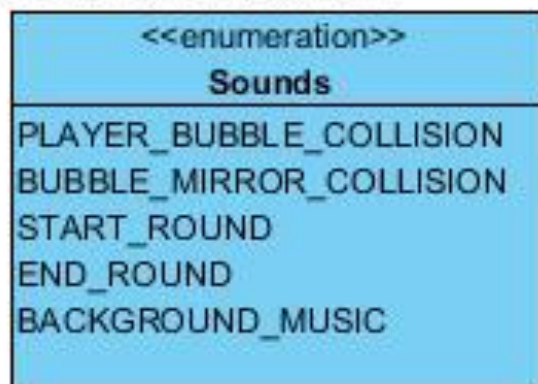 <<enumeration>>
Sounds
PLAYER_BUBBLE_COLLISION
BUBBLE_MIRROR_COLLISION
START_ROUND
END_ROUND
BACKGROUND_MUSIC